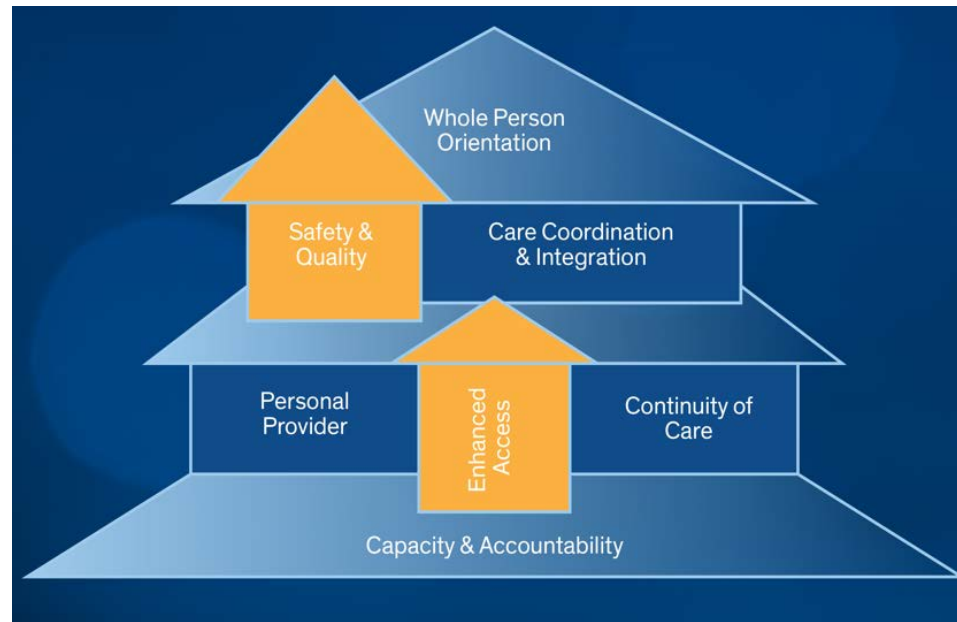 Whole Person
Orientation
Safety &
Quality
Care Coordination
& Integration
Personal
Provider
Enhanced
Access
Continuity of
Care
Capacity & Accountability